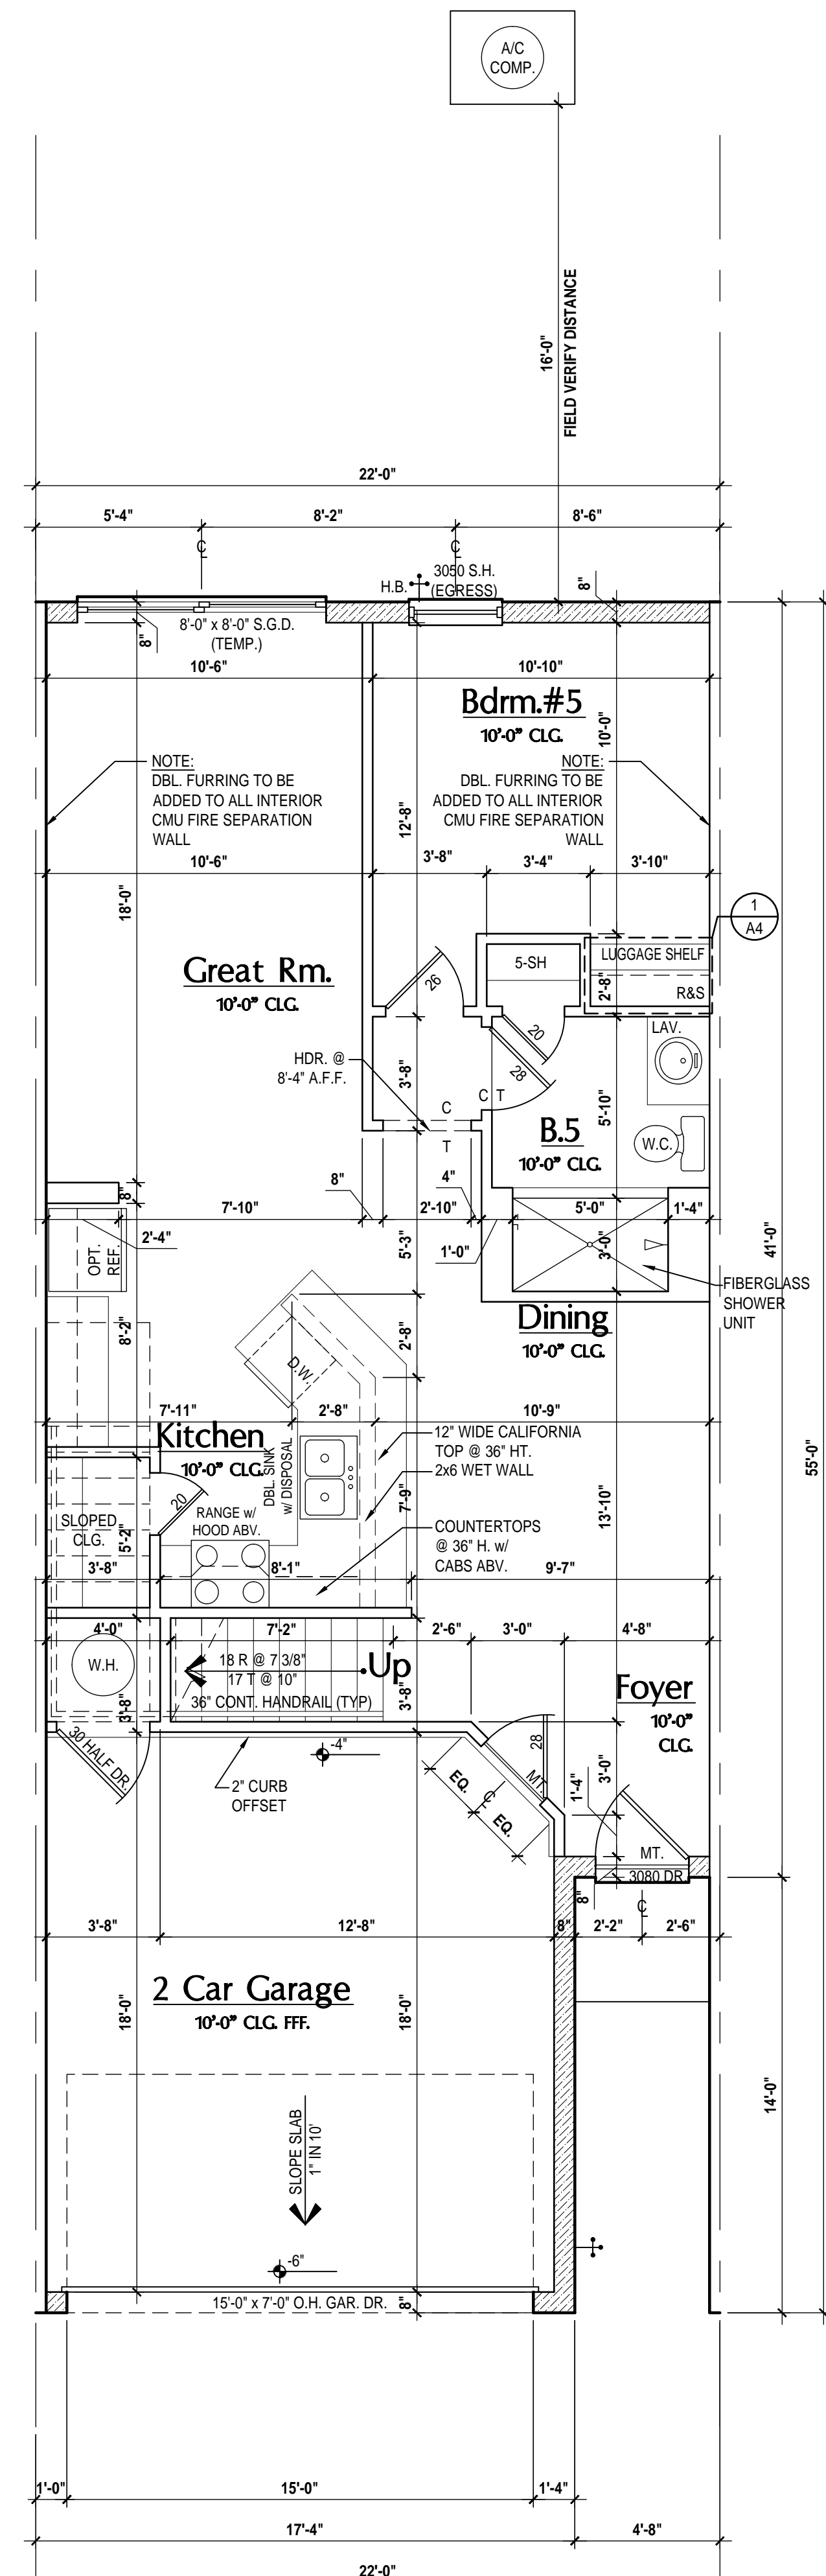 A/C
COMP.
16'-0"
FIELD VERIFY DISTANCE
22'-0"
5'-4"
8'-2"
8'-6"
C
L
C
L
H.B.
3050 S.H.
(EGRESS)
8"
8'-0" x 8'-0" S.G.D.
(TEMP.)
8"
10'-6"
10'-10"
Bdrm.#5
10'-0" CLG.
10'-0"
NOTE:
DBL. FURRING TO BE
ADDED TO ALL INTERIOR
CMU FIRE SEPARATION
WALL
NOTE:
DBL. FURRING TO BE
ADDED TO ALL INTERIOR
CMU FIRE SEPARATION
WALL
12'-8"
3'-8"
3'-4"
3'-10"
10'-6"
18'-0"
1
A4
Great Rm.
10'-0" CLG.
5-SH
LUGGAGE SHELF
2'-8"
R&S
26
20
28
LAV.
HDR. @
8'-4" A.F.F.
3'-8"
C T
C
T
5'-10"
B.5
10'-0" CLG.
W.C.
8"
7'-10"
8"
2'-10"
4"
5'-0"
1'-4"
2'-4"
1'-0"
OPT.
REF.
5'-3"
3'-0"
41'-0"
FIBERGLASS
SHOWER
UNIT
Dining
10'-0" CLG.
8'-2"
2'-8"
D.W.
7'-11"
2'-8"
10'-9"
Kitchen
10'-0" CLG.
DBL. SINK
w/ DISPOSAL
12" WIDE CALIFORNIA
TOP @ 36" HT.
2x6 WET WALL
55'-0"
20
RANGE w/
HOOD ABV.
7'-9"
13'-10"
SLOPED
CLG.
5'-2"
COUNTERTOPS
@ 36" H. w/
CABS ABV.
3'-8"
8'-1"
9'-7"
4'-0"
7'-2"
2'-6"
3'-0"
4'-8"
W.H.
18 R @ 7 3/8"
17 T @ 10"
Up
36" CONT. HANDRAIL (TYP)
3'-8"
3'-8"
Foyer
10'-0"
CLG.
30 HALF DR.
-4"
28
MT.
2" CURB
OFFSET
EQ.
C
L
EQ.
1'-4"
3'-0"
MT.
3080 DR.
8"
C
L
3'-8"
12'-8"
8"
2'-2"
2'-6"
2 Car Garage
10'-0" CLG. FFF.
18'-0"
18'-0"
14'-0"
SLOPE SLAB
1" IN 10'
-6"
15'-0" x 7'-0" O.H. GAR. DR.
8"
1'-0"
15'-0"
1'-4"
17'-4"
4'-8"
22'-0"